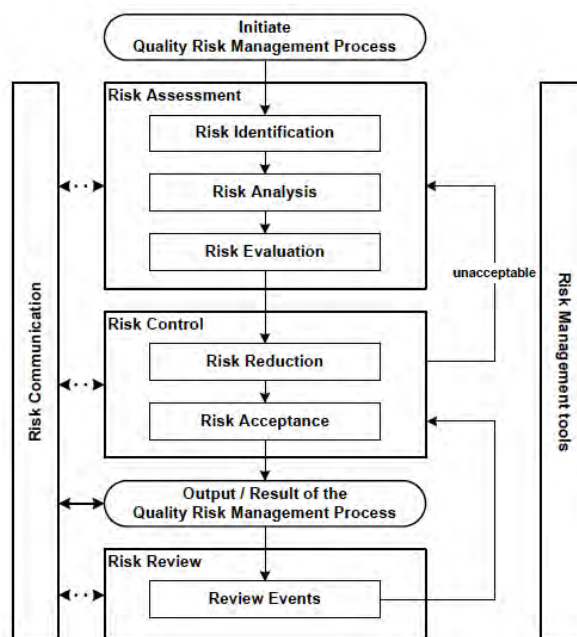 Initiate
Quality Risk Management Process
Risk Assessment
Risk Identification
Risk Analysis
Risk Evaluation
unacceptable
Risk Control
Risk Reduction
Risk Acceptance
Output / Result of the
Quality Risk Management Process
Risk Review
Review Events
Risk Communication
Risk Management tools